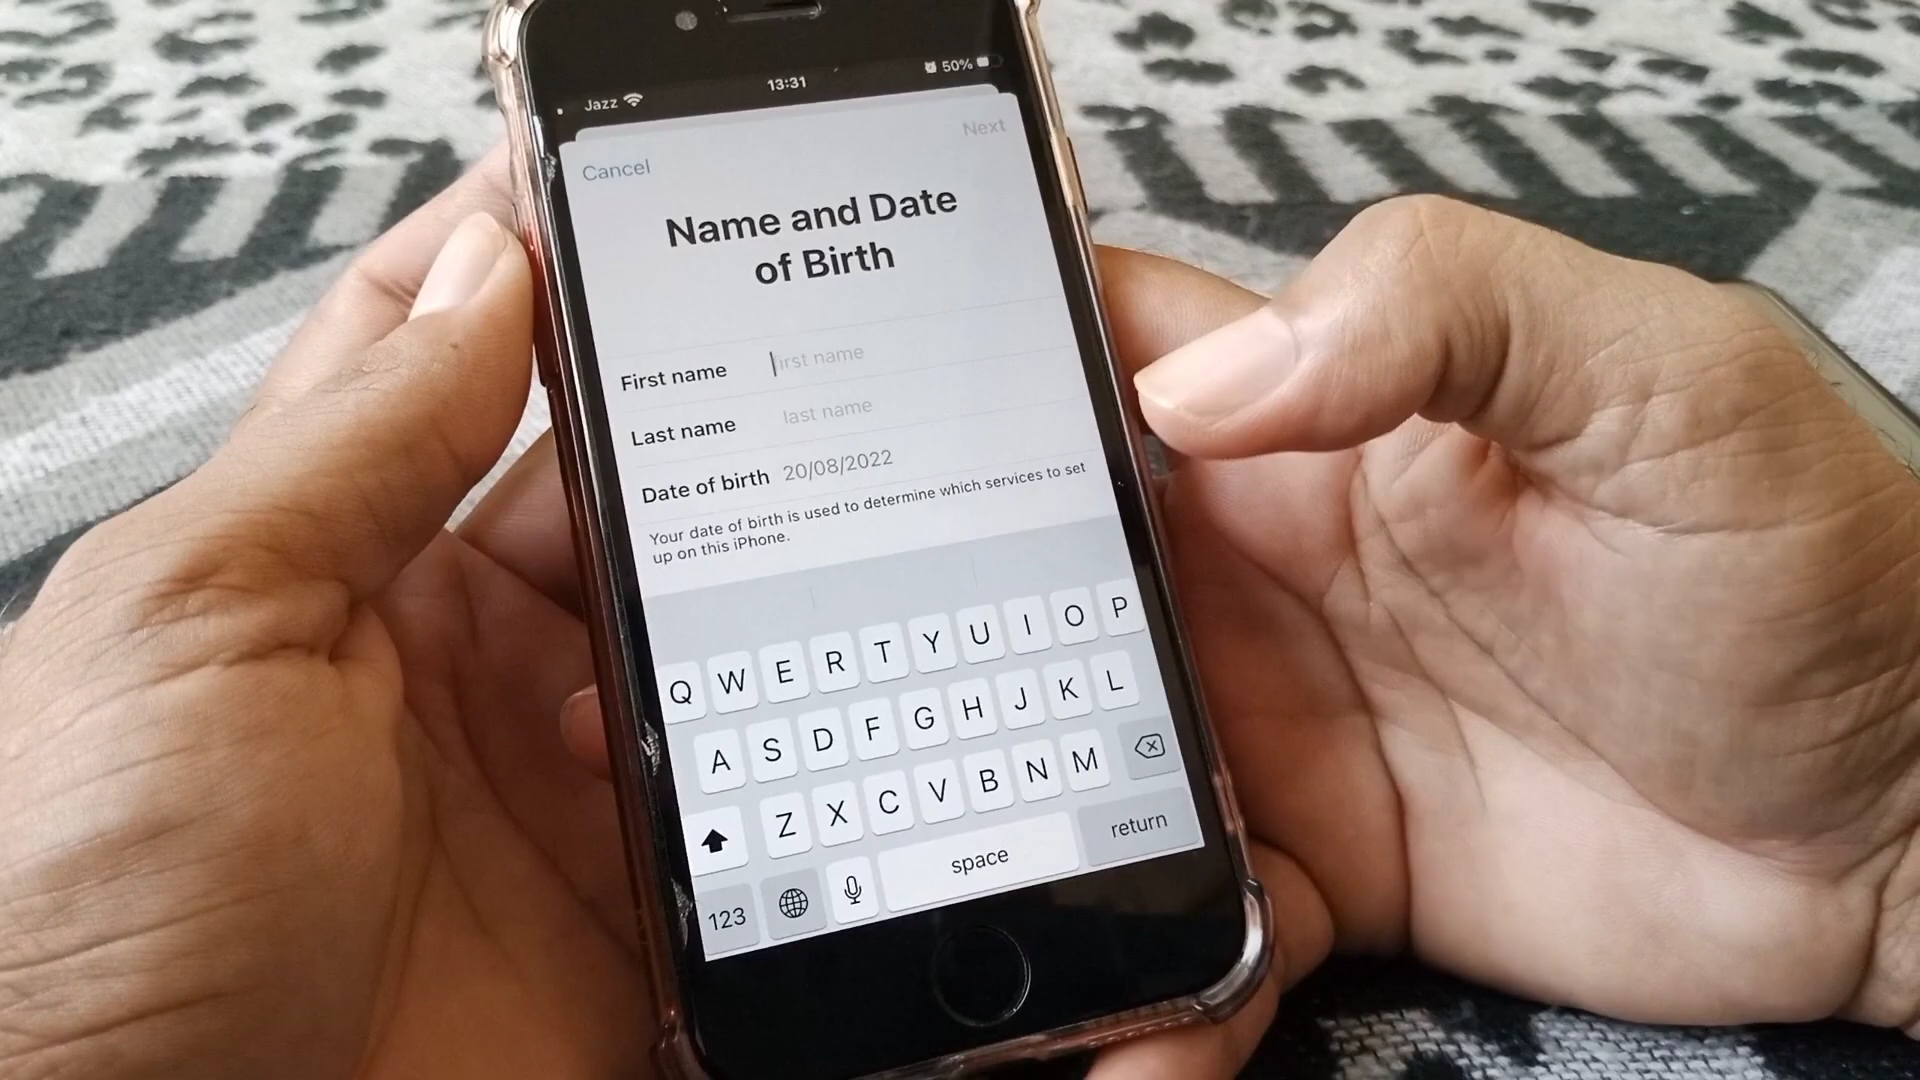 Jazz 13:31 50%
Next
Cancel
Name and Date
of Birth
First name first name
Last name last name
Date of birth 20/08/2022
Your date of birth is used to determine which services to set
up on this iPhone.
Q W E R T Y U I O P
A S D F G H J K L
Z X C V B N M
123 space return